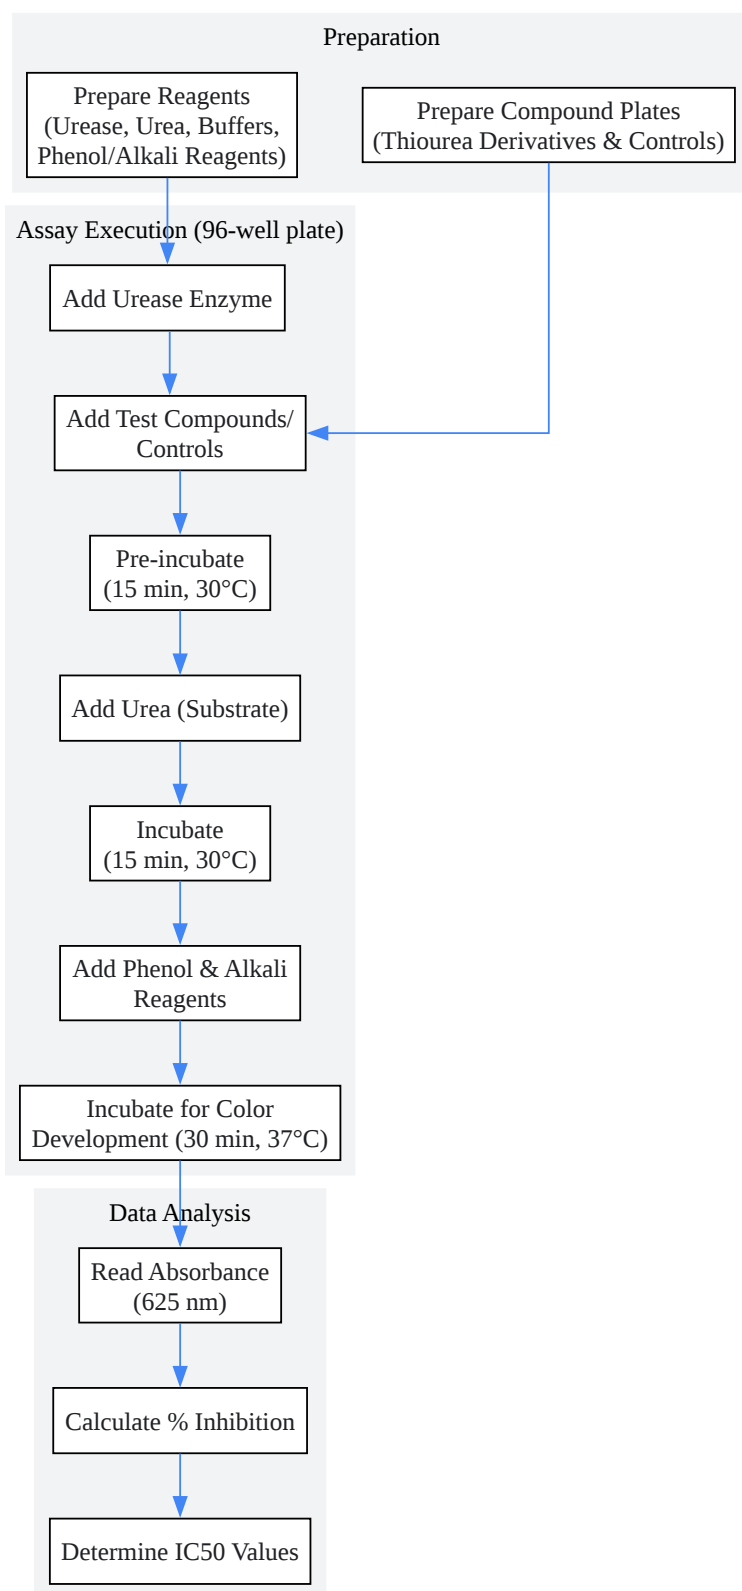 Preparation
Prepare Reagents
(Urease, Urea, Buffers,
Phenol/Alkali Reagents)
Prepare Compound Plates
(Thiourea Derivatives & Controls)
Assay Execution (96-well plate)
Add Urease Enzyme
Add Test Compounds/
Controls
Pre-incubate
(15 min, 30°C)
Add Urea (Substrate)
Incubate
(15 min, 30°C)
Add Phenol & Alkali
Reagents
Incubate for Color
Development (30 min, 37°C)
Data Analysis
Read Absorbance
(625 nm)
Calculate % Inhibition
Determine IC50 Values